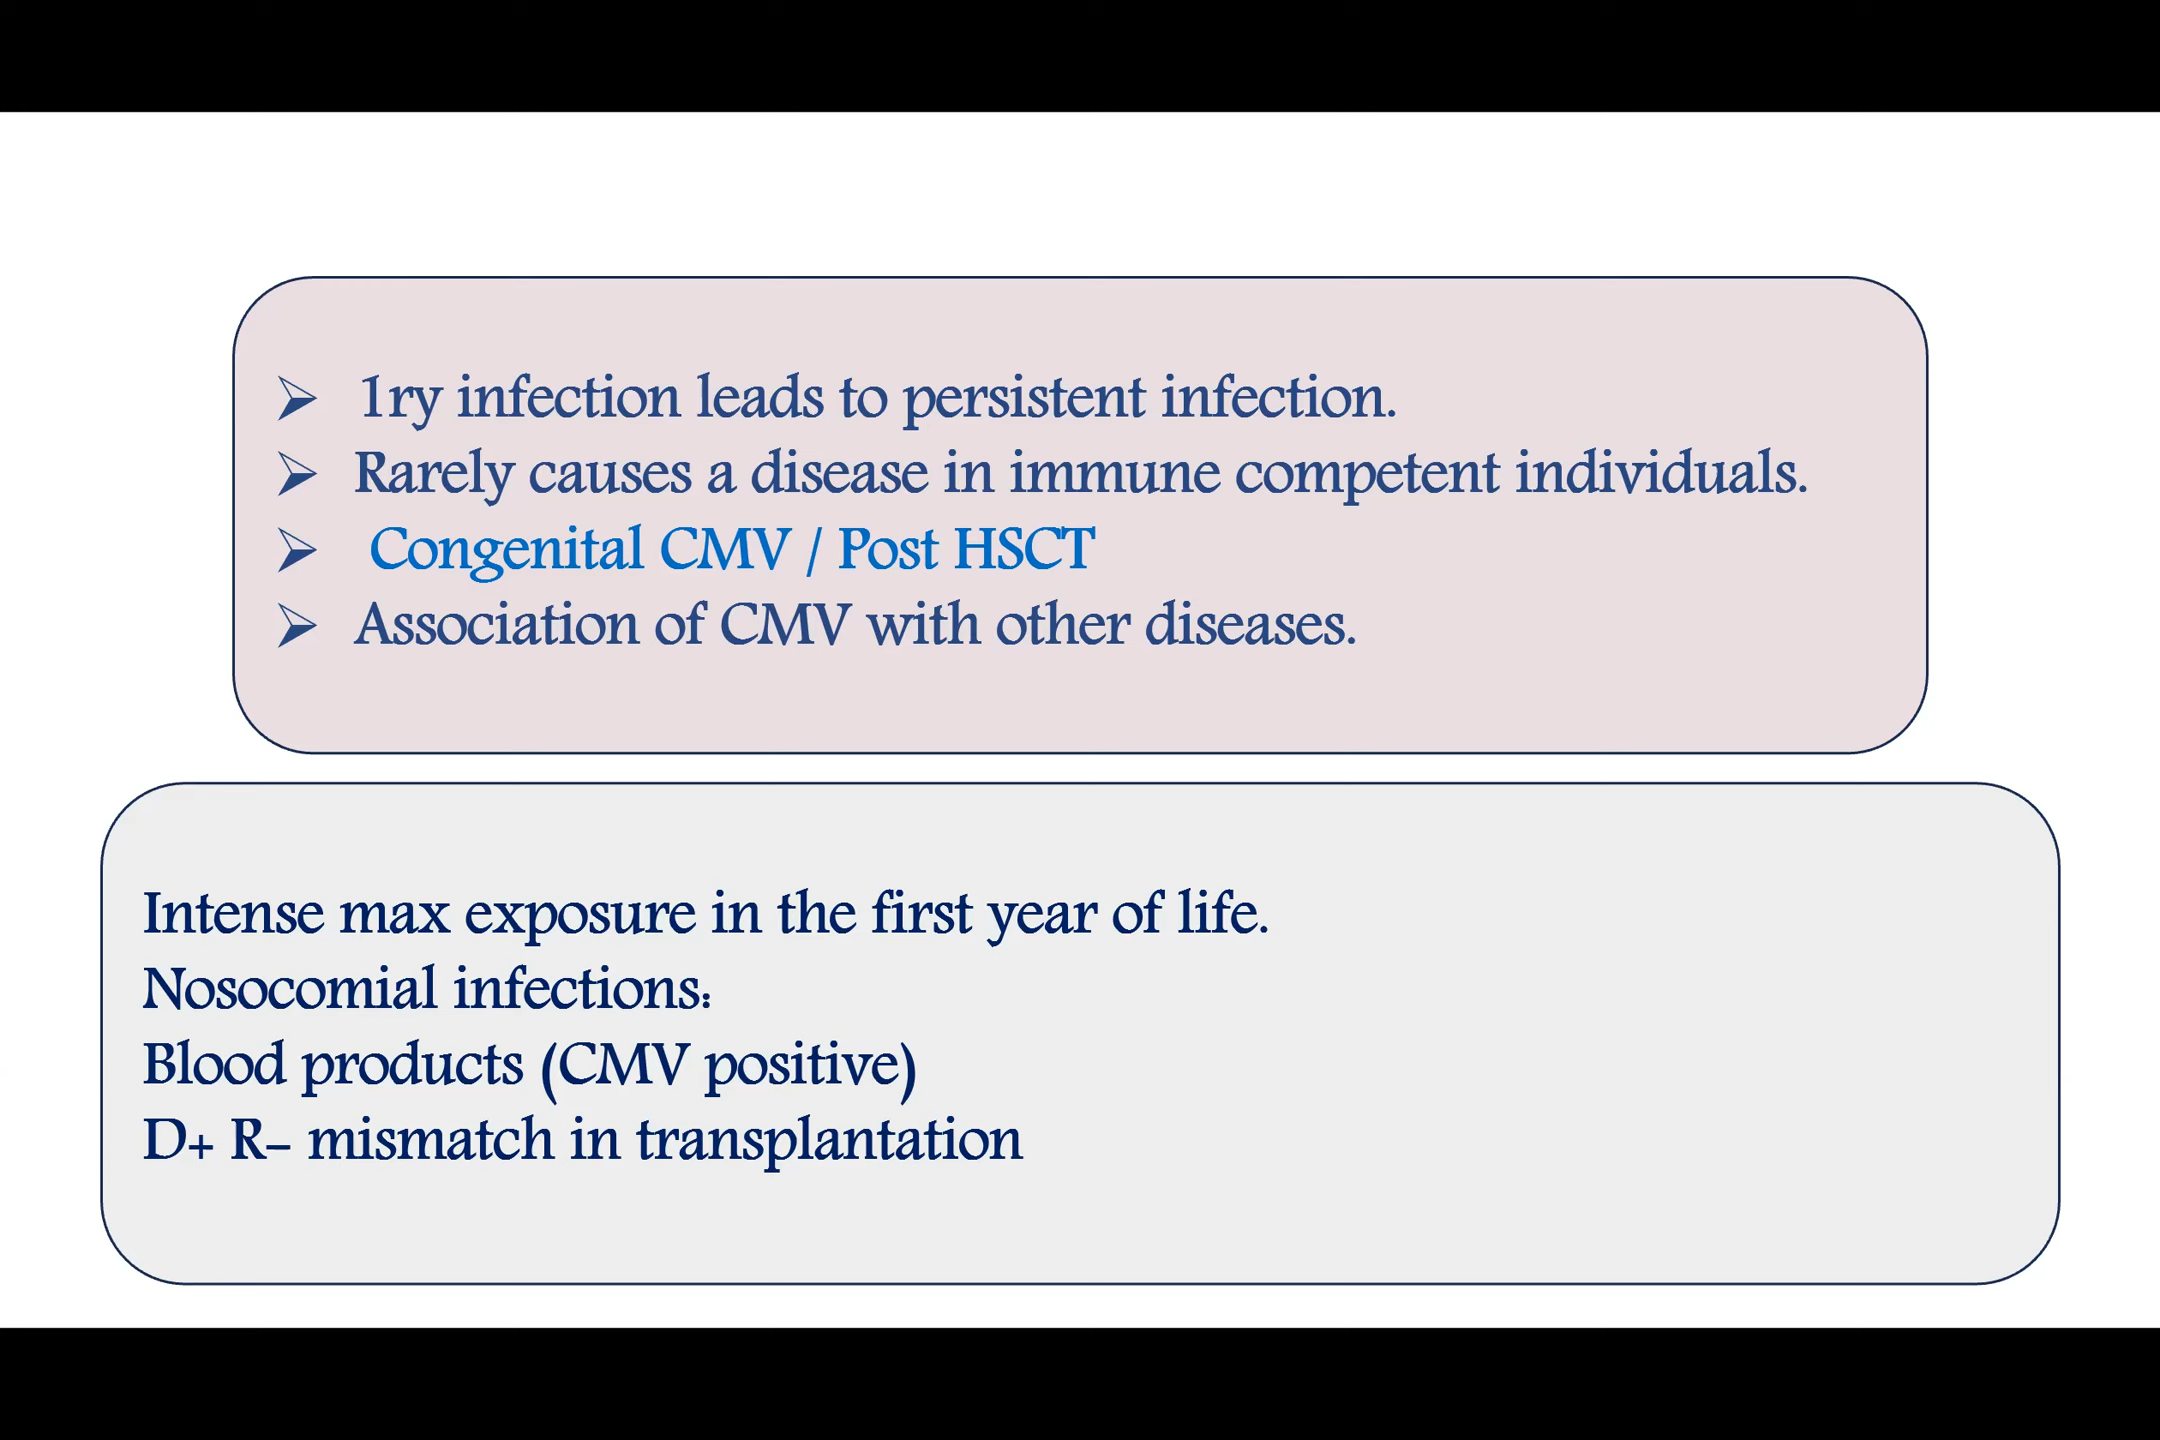 ➢ 1ry infection leads to persistent infection.
➢ Rarely causes a disease in immune competent individuals.
➢ Congenital CMV / Post HSCT
➢ Association of CMV with other diseases.
Intense max exposure in the first year of life.
Nosocomial infections:
Blood products (CMV positive)
D+ R– mismatch in transplantation